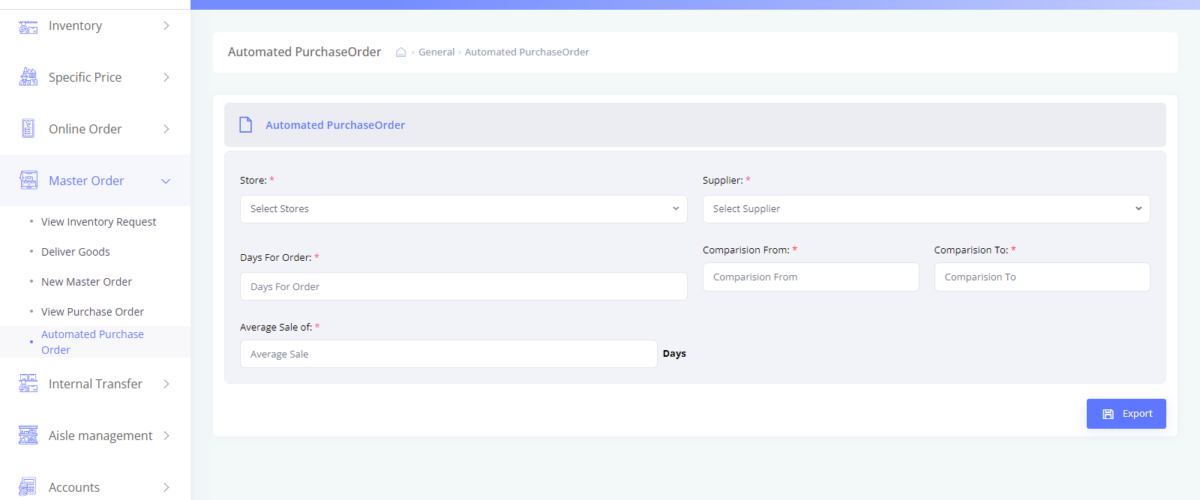 Inventory
Specific Price
Online Order
Master Order
• View Inventory Request
• Deliver Goods
• New Master Order
• View Purchase Order
• Automated Purchase
Order
Internal Transfer
Aisle management
Accounts
Automated PurchaseOrder
General - Automated PurchaseOrder
Automated PurchaseOrder
Store: *
Supplier: *
Select Stores
Select Supplier
Days For Order: *
Comparision From: *
Comparision To: *
Days For Order
Comparision From
Comparision To
Average Sale of: *
Average Sale
Days
Export